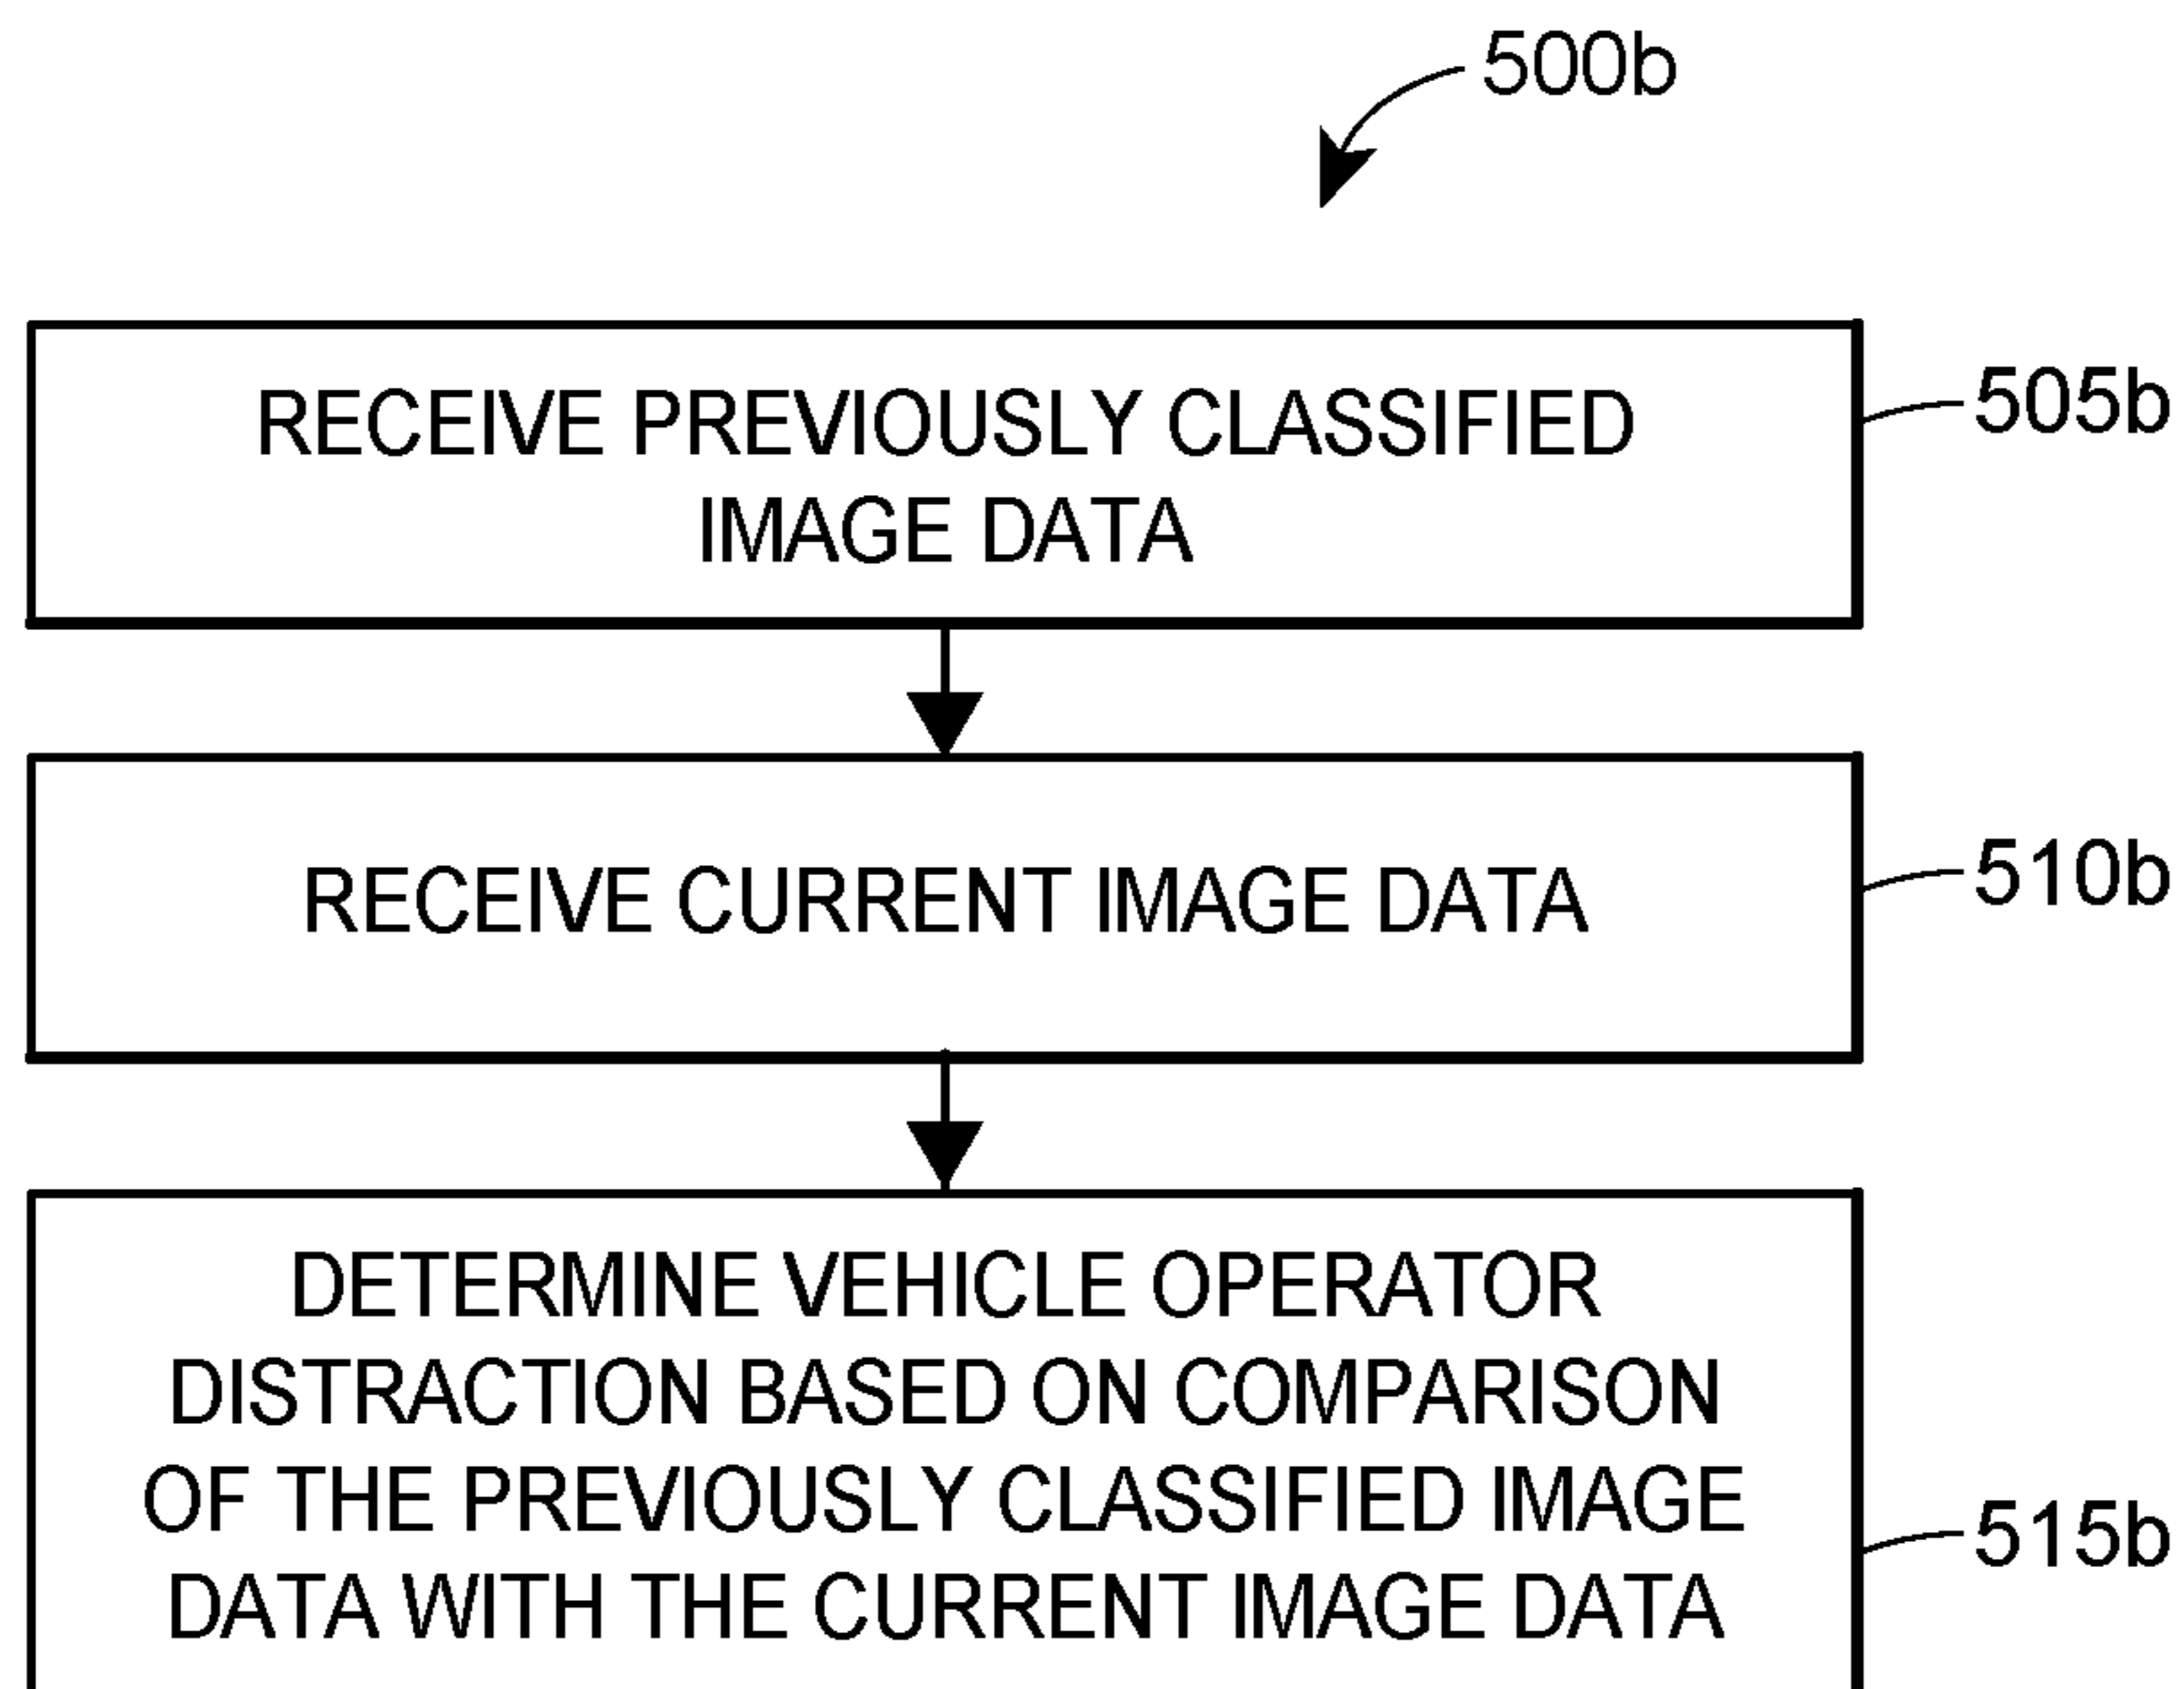 500b
RECEIVE PREVIOUSLY CLASSIFIED
IMAGE DATA
505b
RECEIVE CURRENT IMAGE DATA
510b
DETERMINE VEHICLE OPERATOR
DISTRACTION BASED ON COMPARISON
OF THE PREVIOUSLY CLASSIFIED IMAGE
DATA WITH THE CURRENT IMAGE DATA
515b